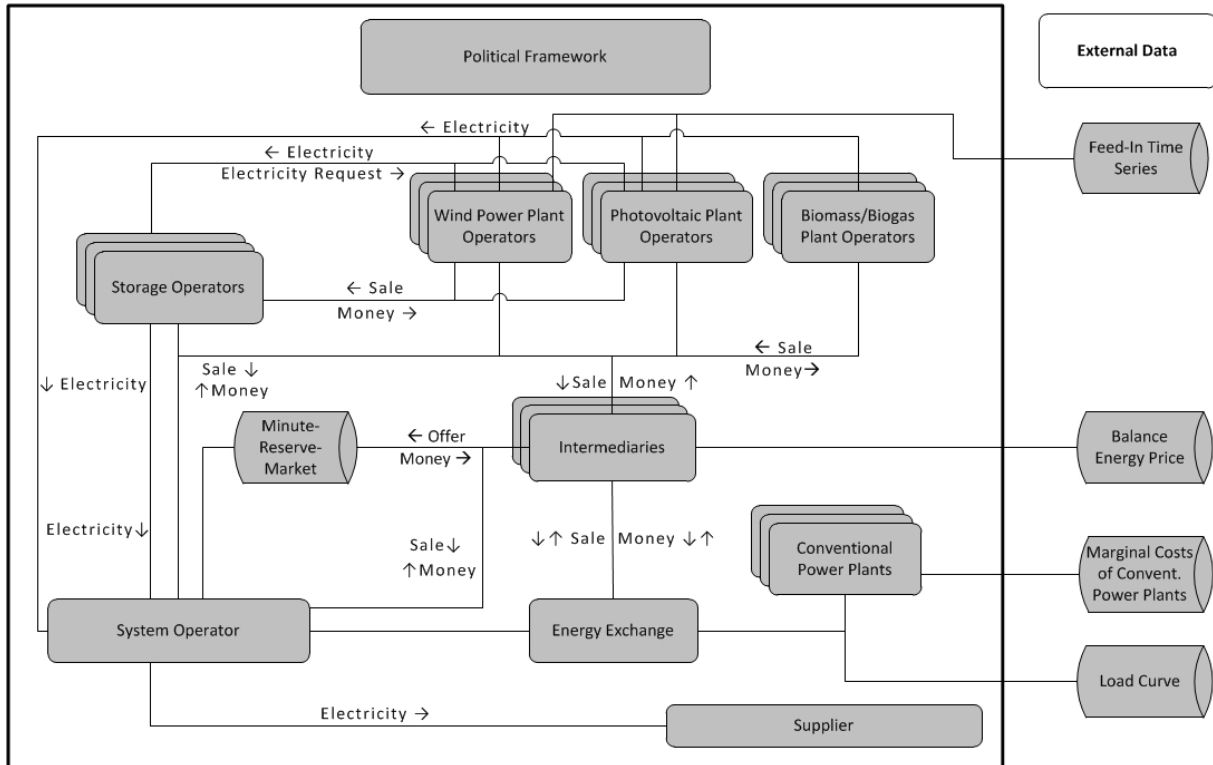 Political Framework
External Data
← Electricity
← Electricity
Electricity Request →
Feed-In Time
Series
Wind Power Plant
Operators
Photovoltaic Plant
Operators
Biomass/Biogas
Plant Operators
Storage Operators
← Sale
Money →
← Sale
Money→
Sale ↓
↑Money
↓Sale Money ↑
↓ Electricity
Minute-
Reserve-
Market
← Offer
Money →
Intermediaries
Balance
Energy Price
Electricity↓
Sale↓
↑Money
↓↑ Sale Money ↓↑
Conventional
Power Plants
Marginal Costs
of Convent.
Power Plants
System Operator
Energy Exchange
Load Curve
Electricity →
Supplier